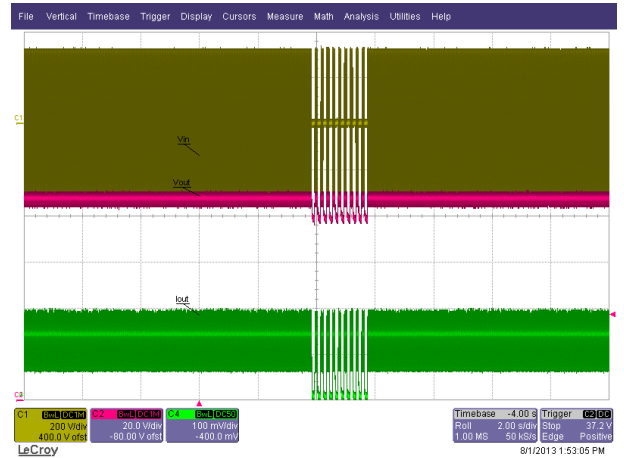 File Vertical Timebase Trigger Display Cursors Measure Math Analysis Utilities Help
C1
Vin
Vout
Iout
C1 BwL DC1M C2 BwL DC1M C4 BwL DC50 Timebase -4.00 s Trigger C2 DC
200 V/div 20.0 V/div 100 mV/div Roll 2.00 s/div Stop 37.2 V
400.0 V ofst -80.00 V ofst -400.0 mV 1.00 MS 50 kS/s Edge Positive
LeCroy 8/1/2013 1:53:05 PM